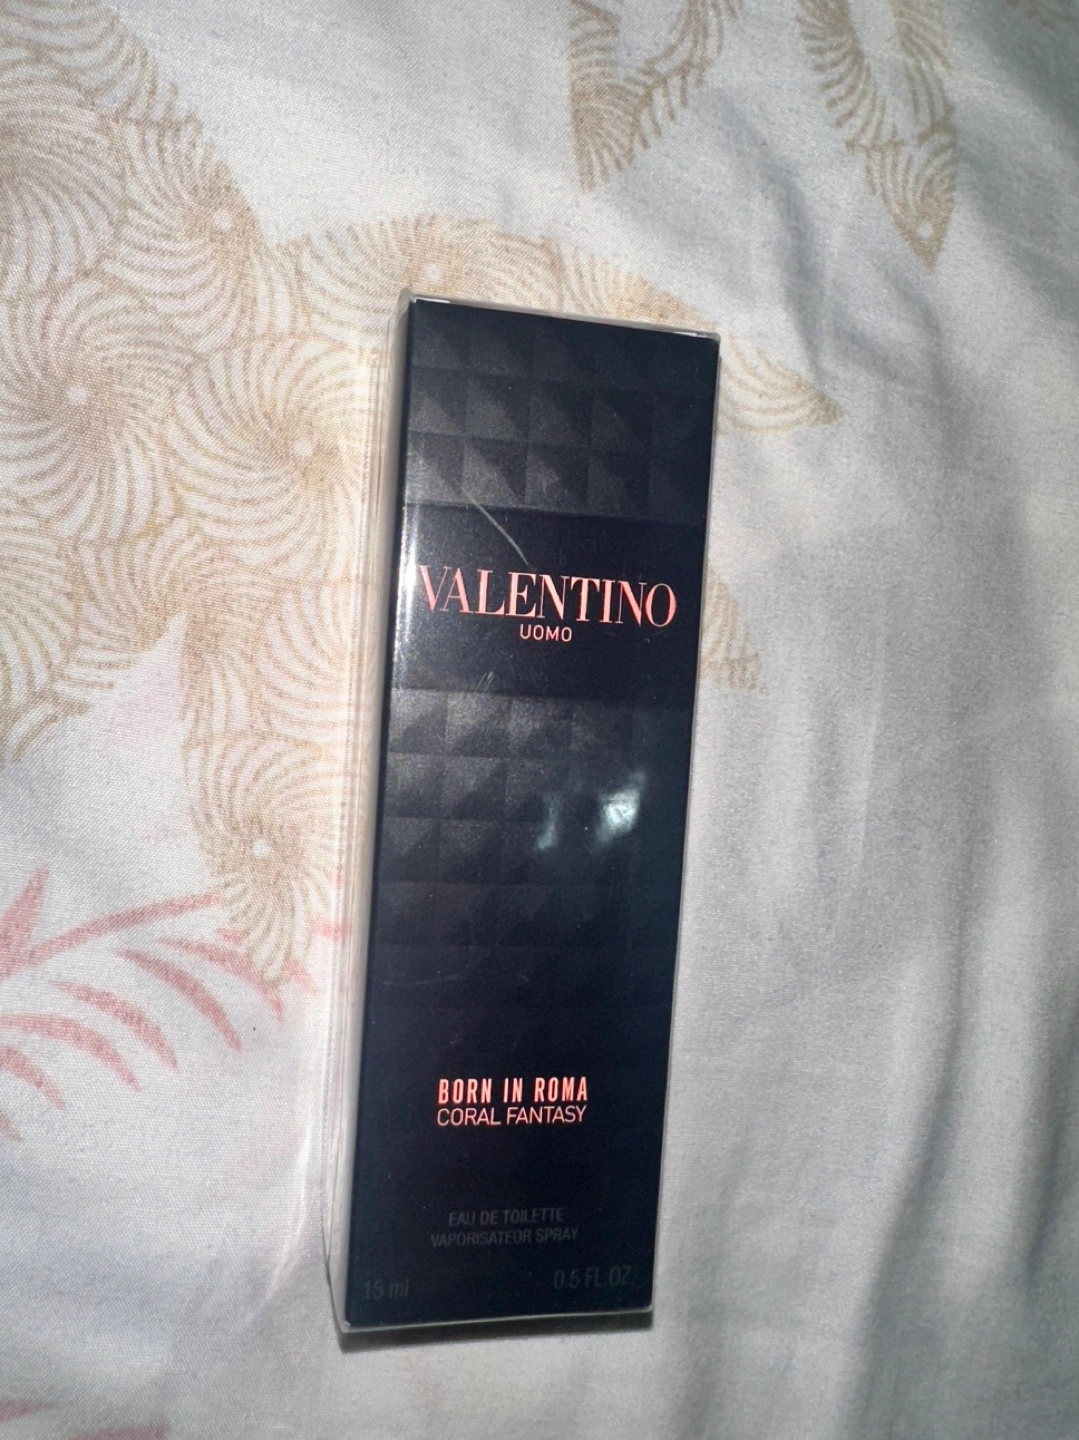 VALENTINO
UOMO
BORN IN ROMA
CORAL FANTASY
EAU DE TOILETTE
VAPORISATEUR SPRAY
15 ml
0.5 FL.OZ.